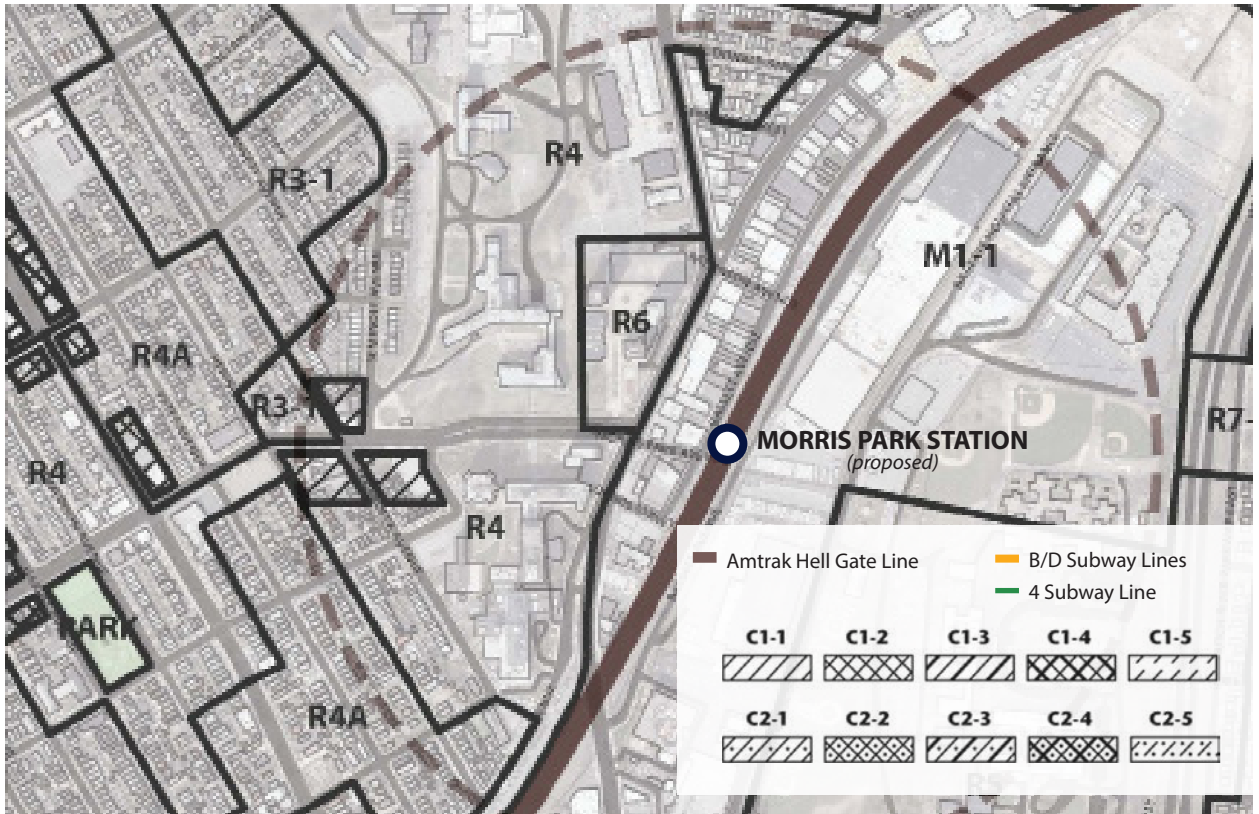 R4
R3-1
M1-1
R6
R4A
R3-1
R7-
MORRIS PARK STATION
(proposed)
R4
R4
PARK
R4A
Amtrak Hell Gate Line
B/D Subway Lines
4 Subway Line
C1-1 C1-2 C1-3 C1-4 C1-5
C2-1 C2-2 C2-3 C2-4 C2-5